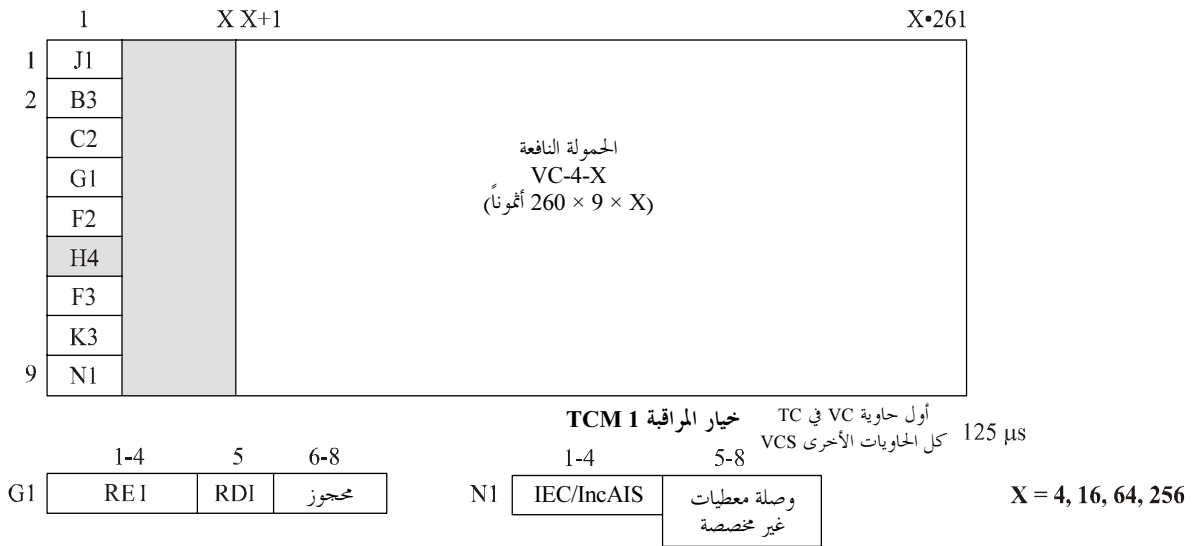 1 X X+1 X•261
1 J1
2 B3
C2
G1
F2
H4
F3
K3
9 N1
الحمولة النافعة
VC-4-X
(X × 9 × 260 أثموناً)
خيار المراقبة TCM 1
أول حاوية VC في TC
كل الحاويات الأخرى VCS
125 μs
1-4 5 6-8
G1 REI RDI محجوز
1-4 5-8
N1 IEC/IncAIS وصلة معطيات
غير مخصصة
X = 4, 16, 64, 256